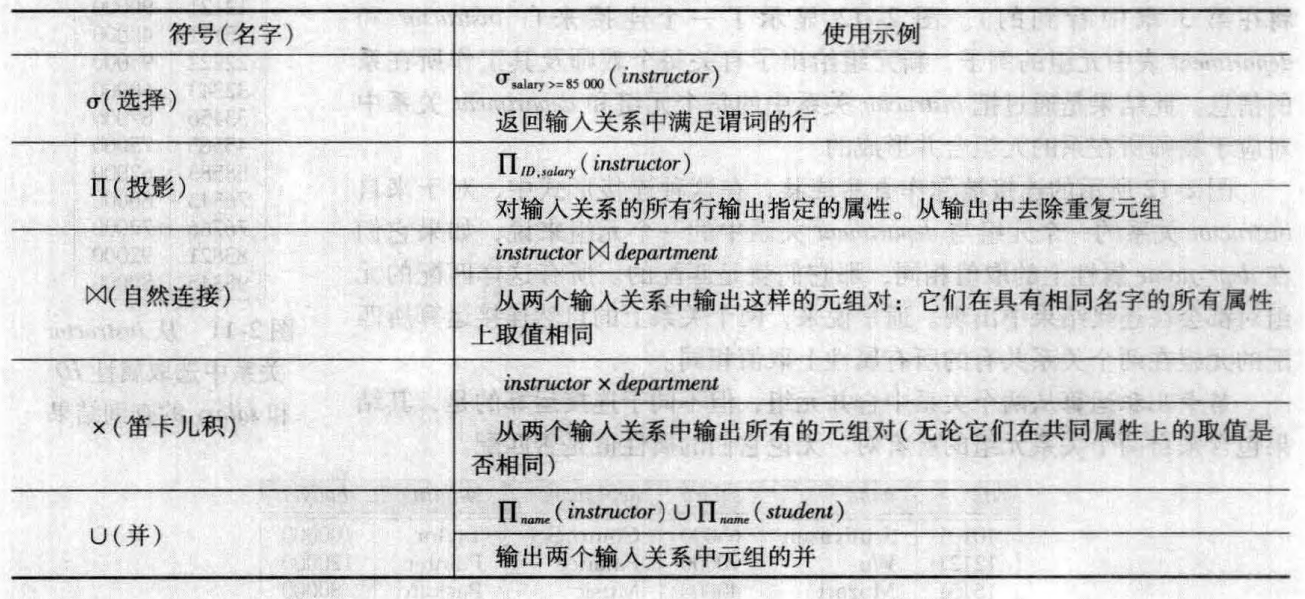 符号(名字) 使用示例
σ(选择) σsalary >= 85 000 (instructor)
返回输入关系中满足谓词的行
Π(投影) ∏ID,salary (instructor)
对输入关系的所有行输出指定的属性。从输出中去除重复元组
⋈(自然连接) instructor ⋈ department
从两个输入关系中输出这样的元组对：它们在具有相同名字的所有属性
上取值相同
×(笛卡儿积) instructor × department
从两个输入关系中输出所有的元组对(无论它们在共同属性上的取值是
否相同)
∪(并) ∏name (instructor) ∪ ∏name (student)
输出两个输入关系中元组的并